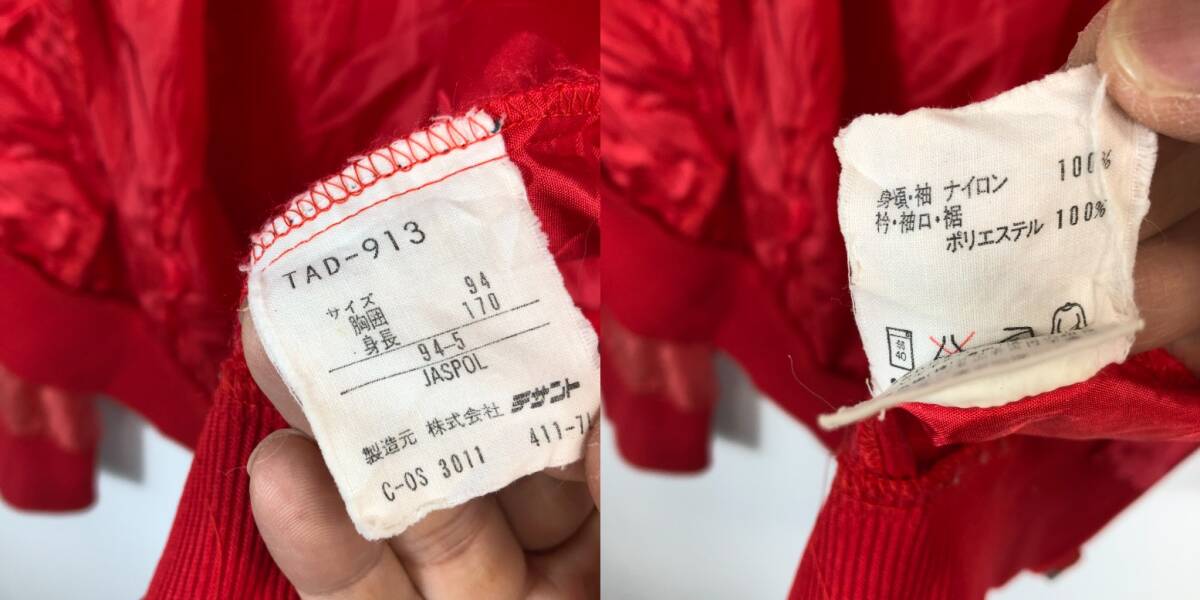 TAD-913
サイズ
胸囲 94
身長 170
94-5
JASPOL
製造元 株式会社 デサント
C-OS 3011 411-7
身頃・袖 ナイロン 100%
衿・袖口・裾
ポリエステル 100%
40